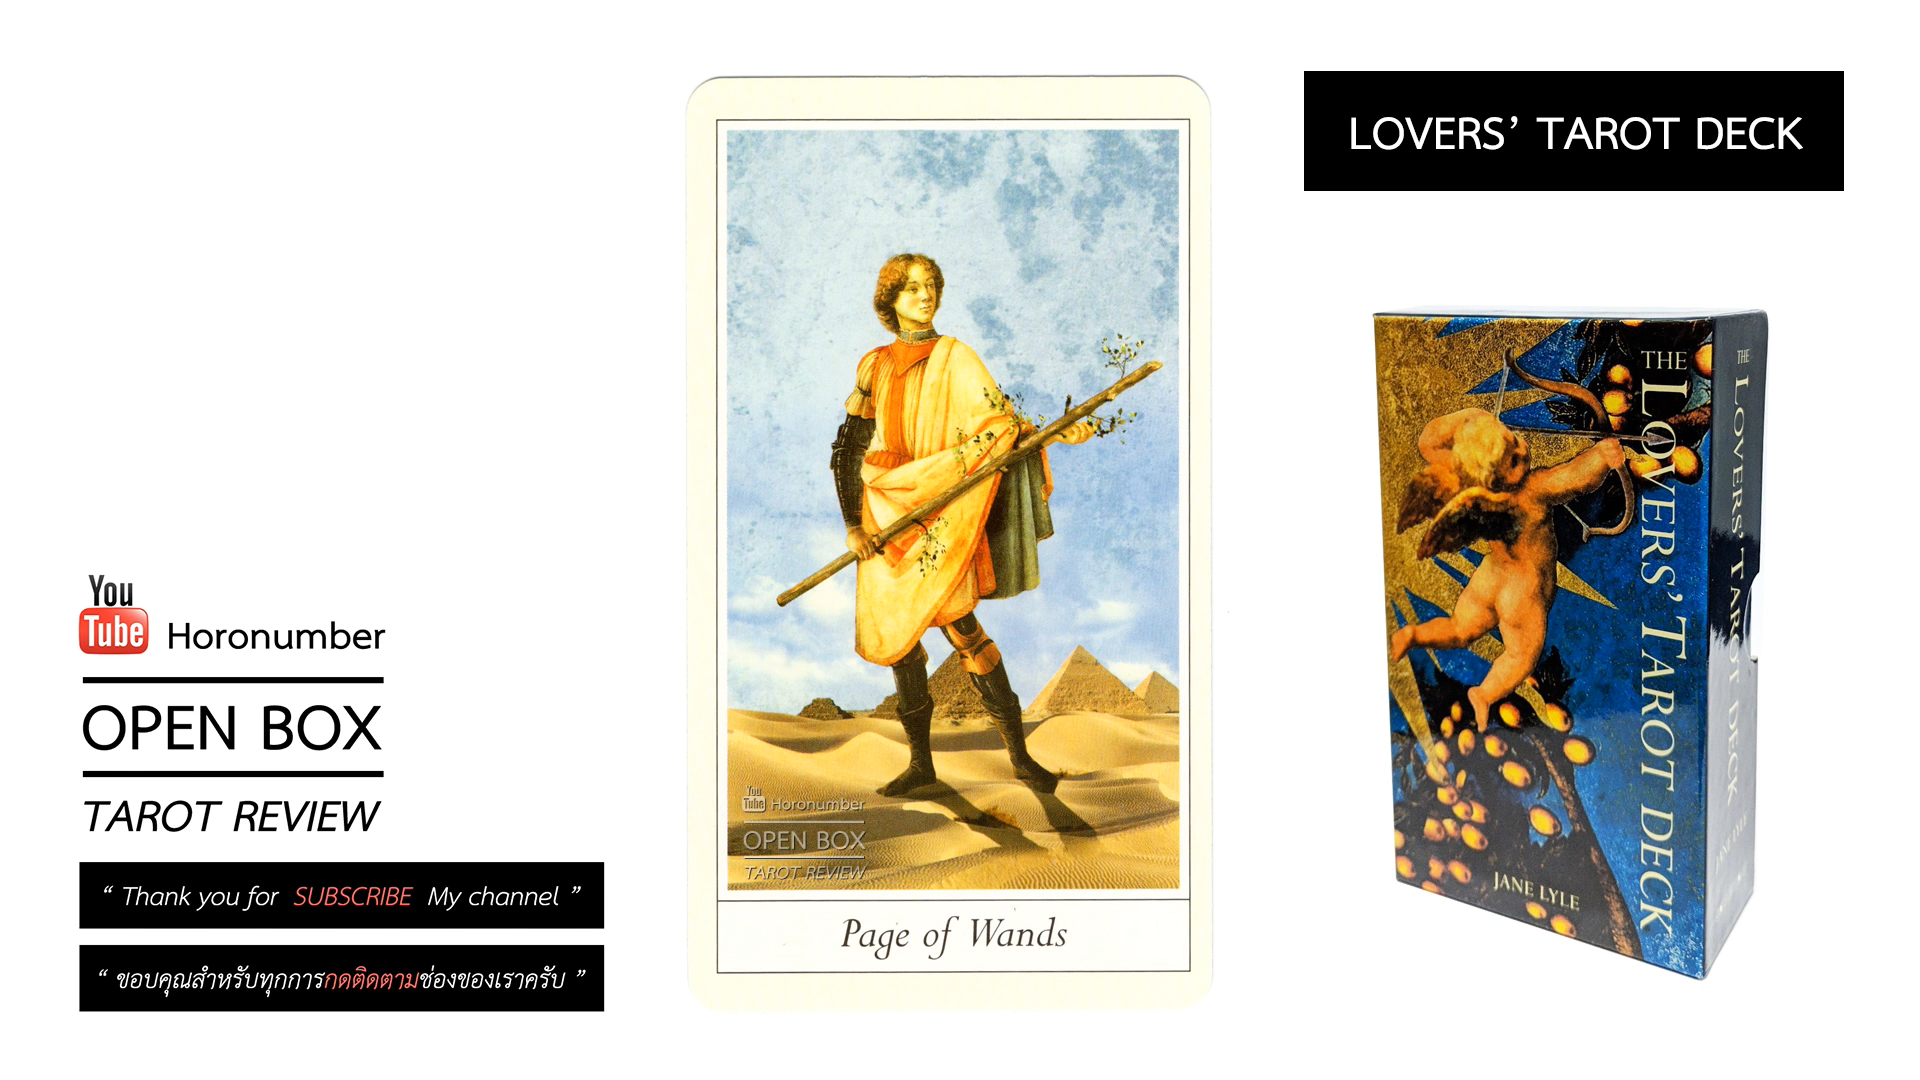 You
Tube Horonumber
OPEN BOX
TAROT REVIEW
“ Thank you for SUBSCRIBE My channel ”
“ ขอบคุณสำหรับทุกการกดติดตามช่องของเราครับ ”
You
Tube Horonumber
OPEN BOX
TAROT REVIEW
Page of Wands
LOVERS’ TAROT DECK
THE LOVERS’ TAROT DECK
JANE LYLE
THE LOVERS’ TAROT DECK
JANE LYLE